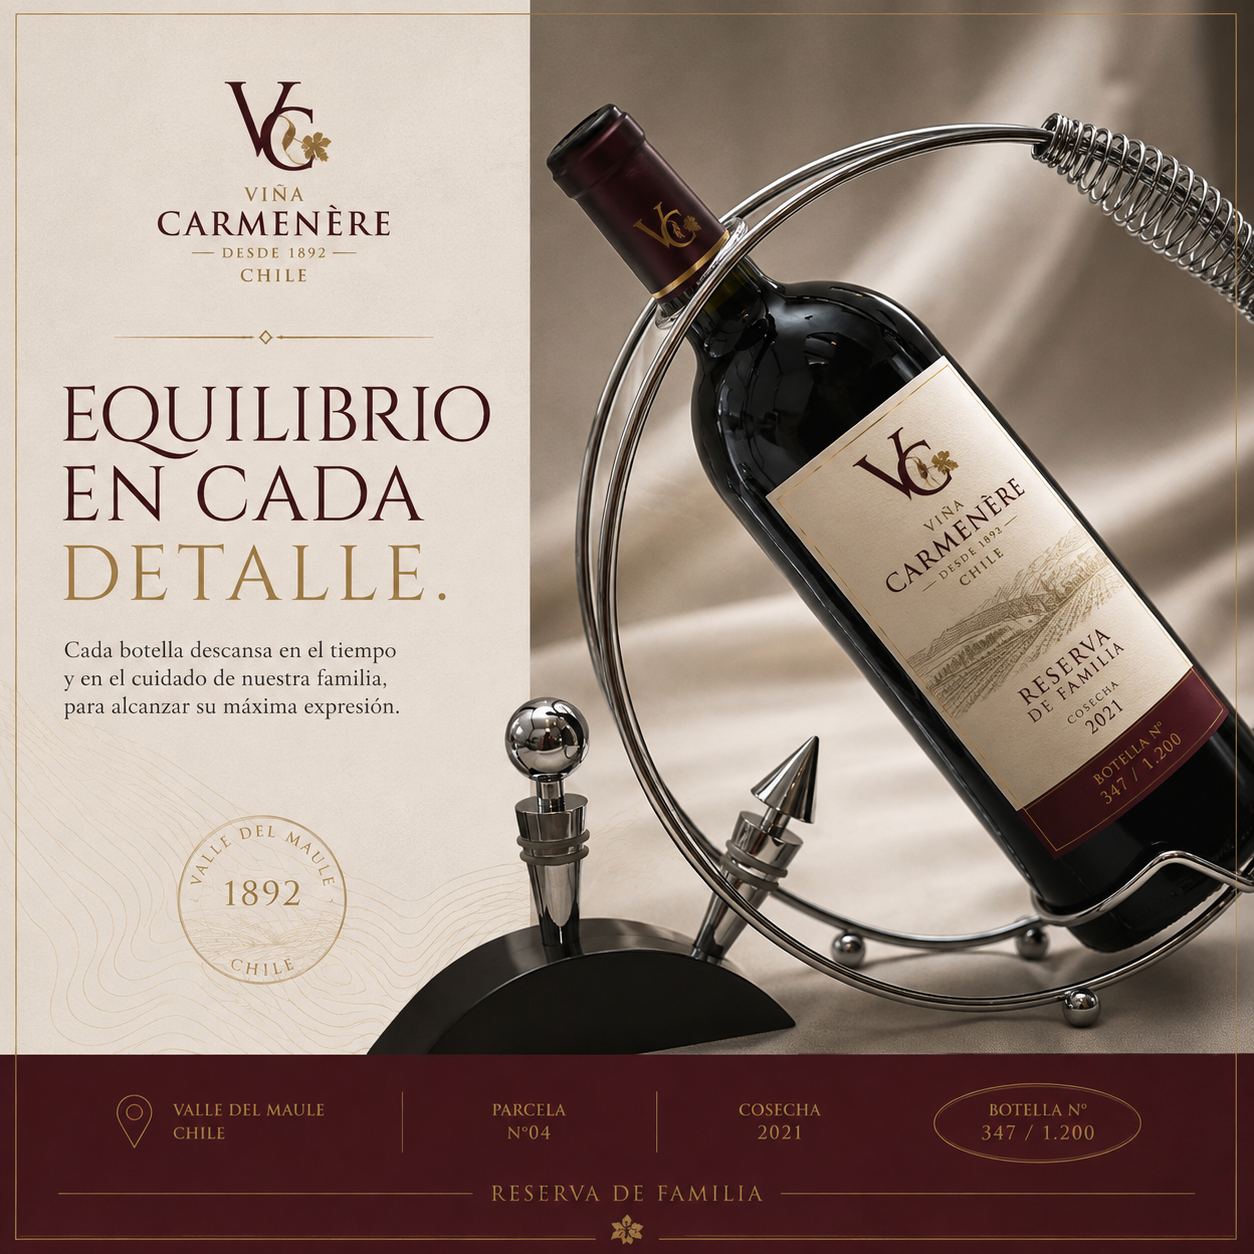 VC
VIÑA
CARMENÈRE
DESDE 1892
CHILE
EQUILIBRIO
EN CADA
DETALLE.
Cada botella descansa en el tiempo
y en el cuidado de nuestra familia,
para alcanzar su máxima expresión.
VALLE DEL MAULE
1892
CHILE
VC
VC
VIÑA
CARMENÈRE
DESDE 1892
CHILE
RESERVA
DE FAMILIA
COSECHA
2021
BOTELLA Nº
347 / 1.200
VALLE DEL MAULE
CHILE
PARCELA
Nº04
COSECHA
2021
BOTELLA Nº
347 / 1.200
RESERVA DE FAMILIA